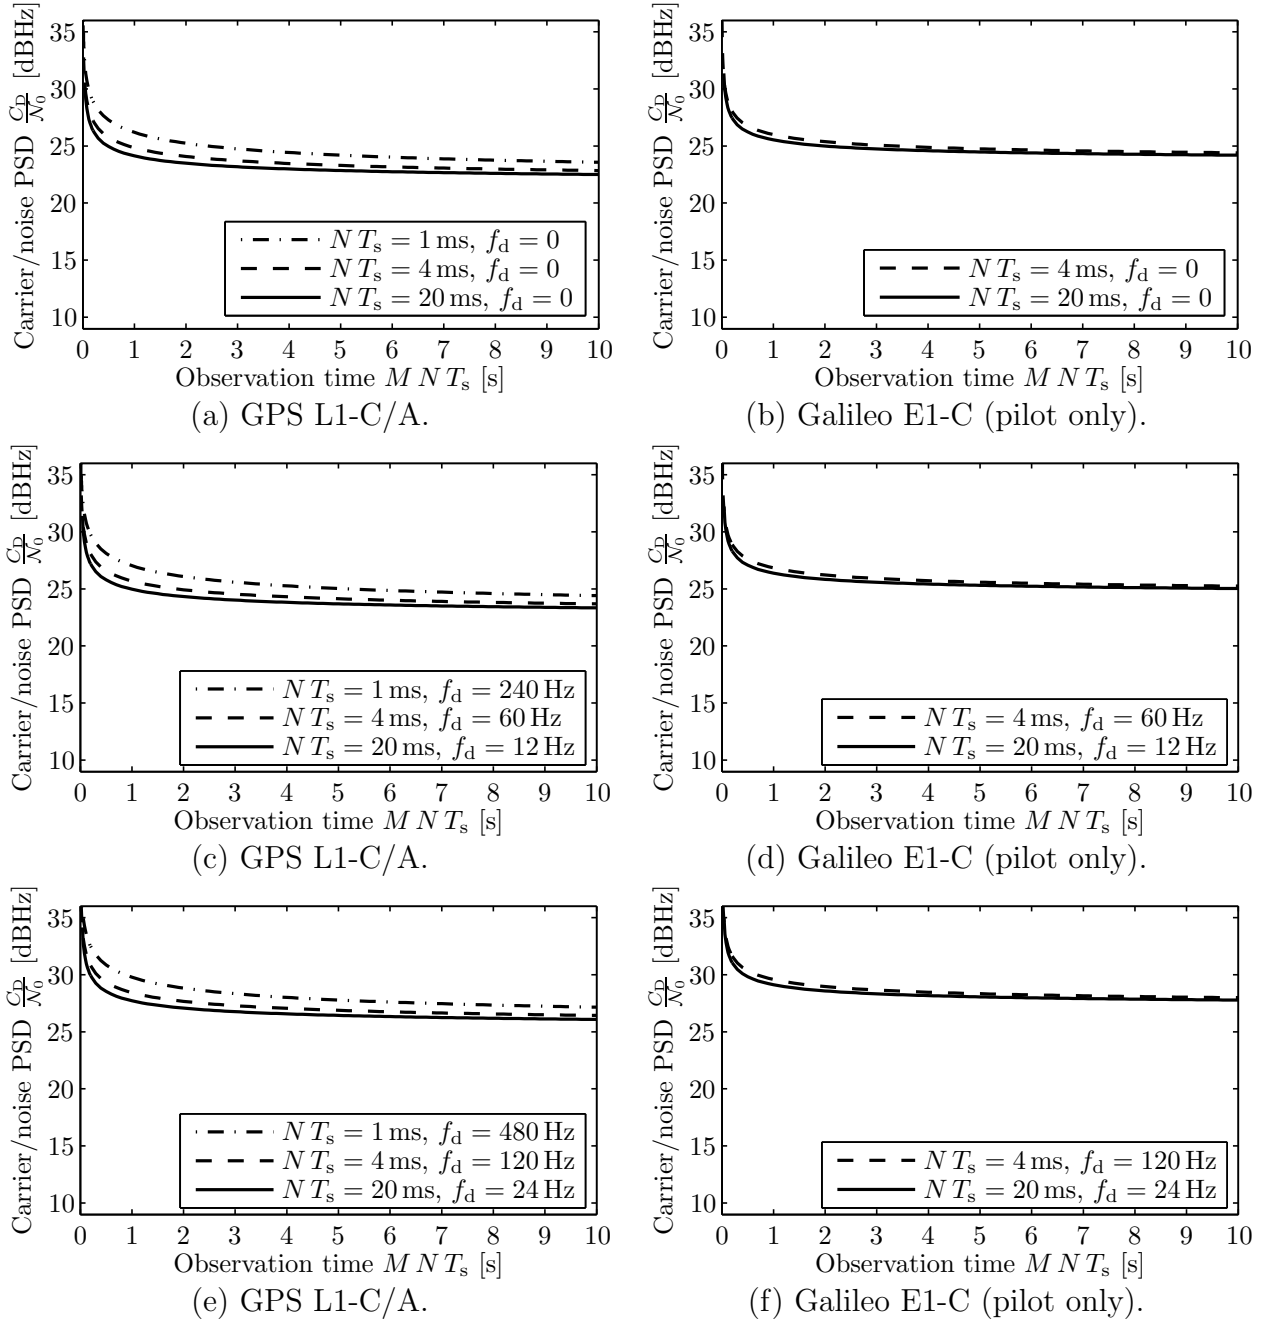 Carrier/noise PSD C_D/N_0 [dBHz]
35
30
25
20
15
10
N T_s = 1 ms, f_d = 0
N T_s = 4 ms, f_d = 0
N T_s = 20 ms, f_d = 0
0 1 2 3 4 5 6 7 8 9 10
Observation time M N T_s [s]
(a) GPS L1-C/A.
Carrier/noise PSD C_D/N_0 [dBHz]
35
30
25
20
15
10
N T_s = 4 ms, f_d = 0
N T_s = 20 ms, f_d = 0
0 1 2 3 4 5 6 7 8 9 10
Observation time M N T_s [s]
(b) Galileo E1-C (pilot only).
Carrier/noise PSD C_D/N_0 [dBHz]
35
30
25
20
15
10
N T_s = 1 ms, f_d = 240 Hz
N T_s = 4 ms, f_d = 60 Hz
N T_s = 20 ms, f_d = 12 Hz
0 1 2 3 4 5 6 7 8 9 10
Observation time M N T_s [s]
(c) GPS L1-C/A.
Carrier/noise PSD C_D/N_0 [dBHz]
35
30
25
20
15
10
N T_s = 4 ms, f_d = 60 Hz
N T_s = 20 ms, f_d = 12 Hz
0 1 2 3 4 5 6 7 8 9 10
Observation time M N T_s [s]
(d) Galileo E1-C (pilot only).
Carrier/noise PSD C_D/N_0 [dBHz]
35
30
25
20
15
10
N T_s = 1 ms, f_d = 480 Hz
N T_s = 4 ms, f_d = 120 Hz
N T_s = 20 ms, f_d = 24 Hz
0 1 2 3 4 5 6 7 8 9 10
Observation time M N T_s [s]
(e) GPS L1-C/A.
Carrier/noise PSD C_D/N_0 [dBHz]
35
30
25
20
15
10
N T_s = 4 ms, f_d = 120 Hz
N T_s = 20 ms, f_d = 24 Hz
0 1 2 3 4 5 6 7 8 9 10
Observation time M N T_s [s]
(f) Galileo E1-C (pilot only).